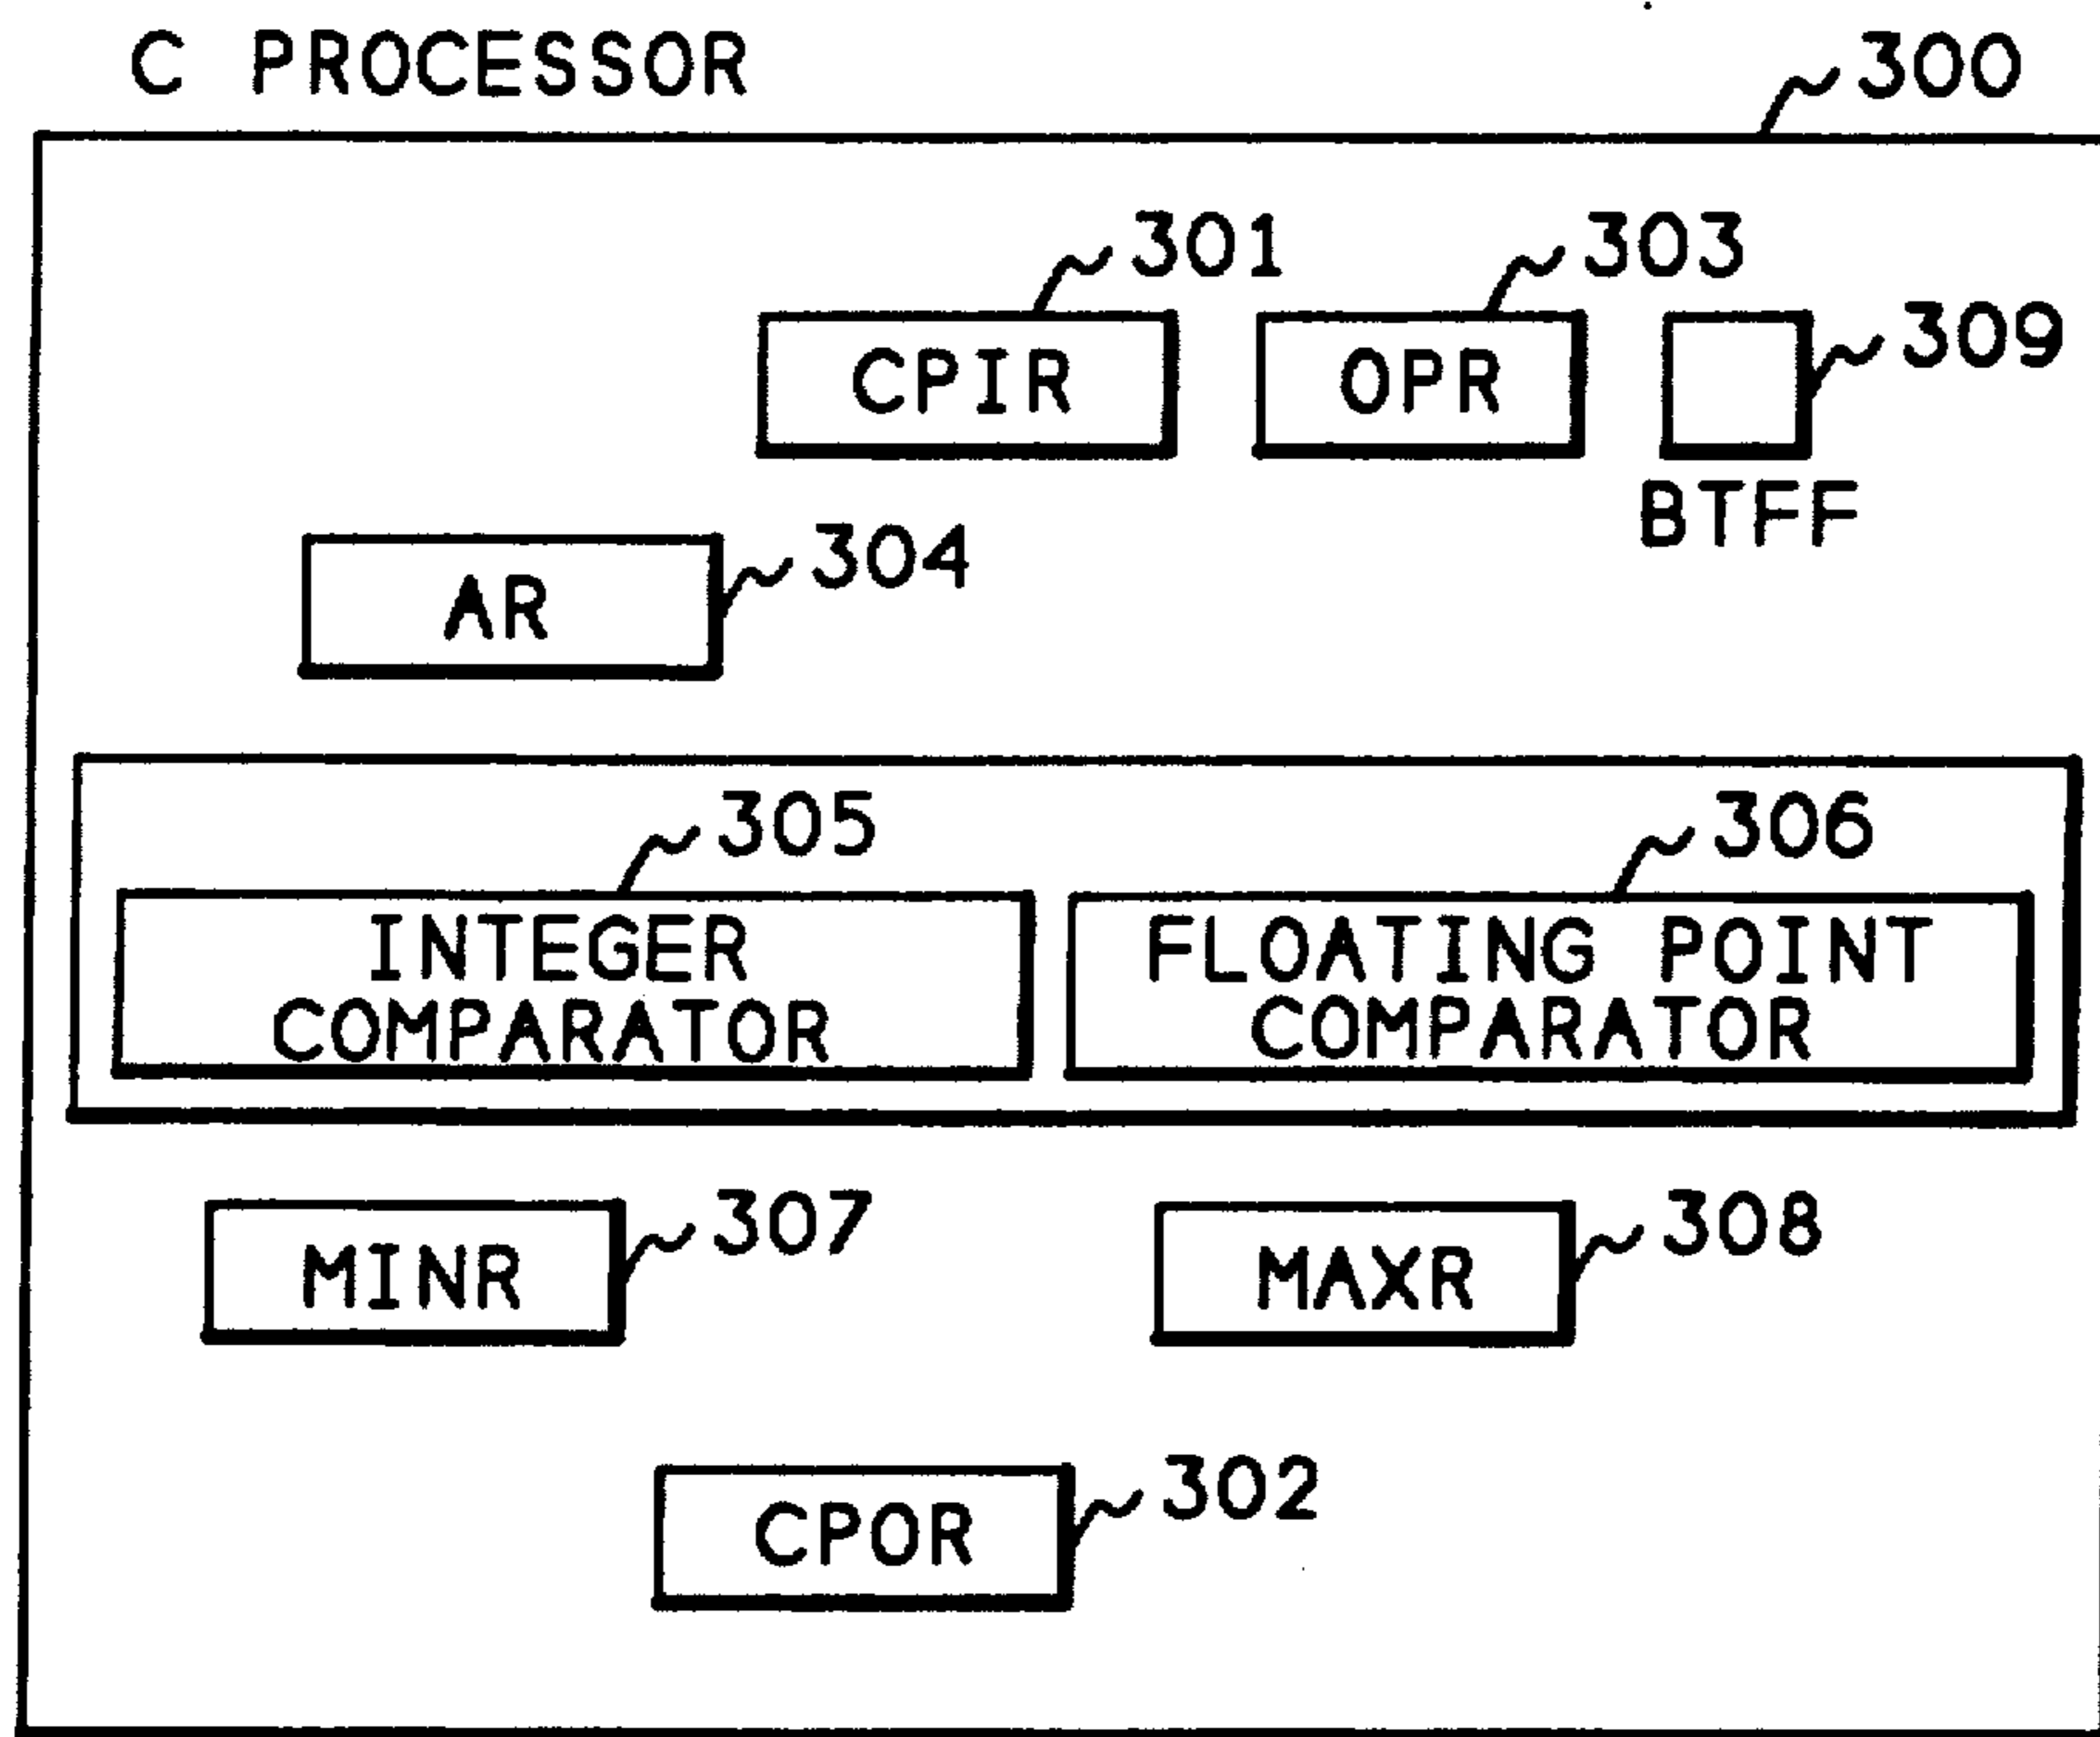 C PROCESSOR
300
301
303
309
CPIR
OPR
BTFF
304
AR
305
306
INTEGER
COMPARATOR
FLOATING POINT
COMPARATOR
307
308
MINR
MAXR
302
CPOR